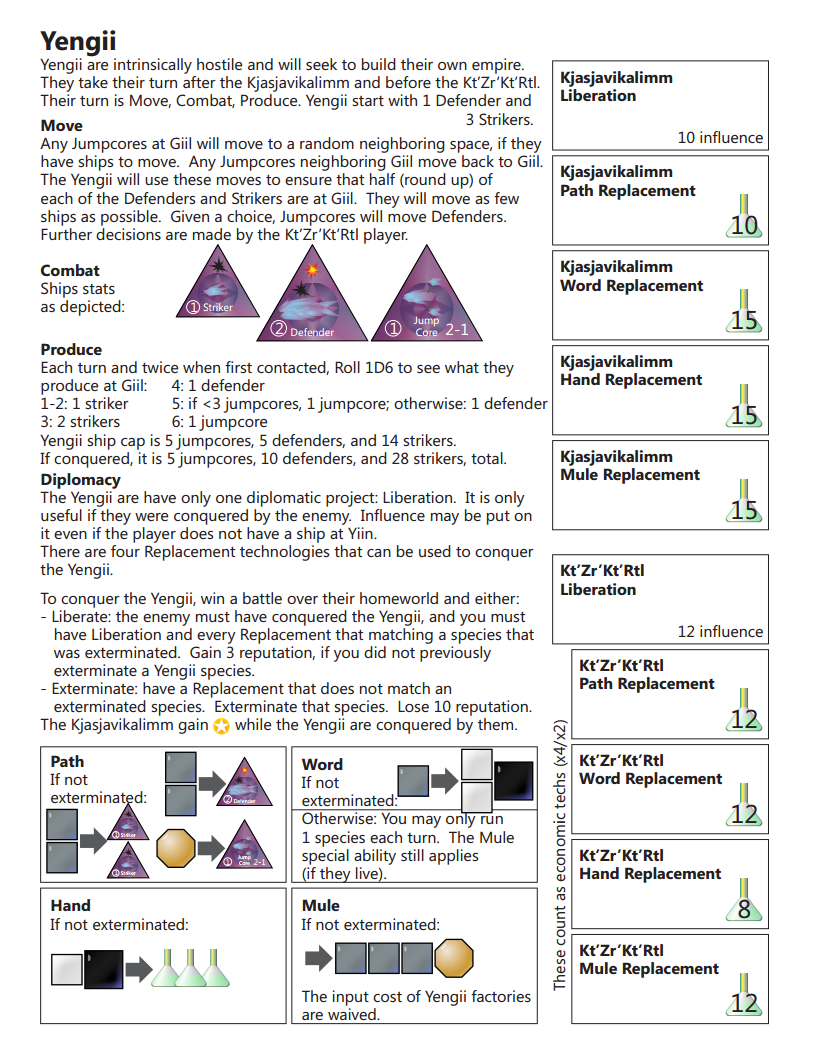 Yengii
Yengii are intrinsically hostile and will seek to build their own empire.
They take their turn after the Kjasjavikalimm and before the Kt’Zr’Kt’Rtl.
Their turn is Move, Combat, Produce. Yengii start with 1 Defender and
3 Strikers.
Move
Any Jumpcores at Giil will move to a random neighboring space, if they
have ships to move. Any Jumpcores neighboring Giil move back to Giil.
The Yengii will use these moves to ensure that half (round up) of
each of the Defenders and Strikers are at Giil. They will move as few
ships as possible. Given a choice, Jumpcores will move Defenders.
Further decisions are made by the Kt’Zr’Kt’Rtl player.
Combat
Ships stats
as depicted:
1 Striker
2 Defender
1 Jump Core 2-1
Produce
Each turn and twice when first contacted, Roll 1D6 to see what they
produce at Giil: 4: 1 defender
1-2: 1 striker 5: if <3 jumpcores, 1 jumpcore; otherwise: 1 defender
3: 2 strikers 6: 1 jumpcore
Yengii ship cap is 5 jumpcores, 5 defenders, and 14 strikers.
If conquered, it is 5 jumpcores, 10 defenders, and 28 strikers, total.
Diplomacy
The Yengii are have only one diplomatic project: Liberation. It is only
useful if they were conquered by the enemy. Influence may be put on
it even if the player does not have a ship at Yiin.
There are four Replacement technologies that can be used to conquer
the Yengii.
To conquer the Yengii, win a battle over their homeworld and either:
- Liberate: the enemy must have conquered the Yengii, and you must
have Liberation and every Replacement that matching a species that
was exterminated. Gain 3 reputation, if you did not previously
exterminate a Yengii species.
- Exterminate: have a Replacement that does not match an
exterminated species. Exterminate that species. Lose 10 reputation.
The Kjasjavikalimm gain while the Yengii are conquered by them.
Path
If not
exterminated:
2 Defender
1 Striker
1 Striker
1 Jump Core 2-1
Word
If not
exterminated:
Otherwise: You may only run
1 species each turn. The Mule
special ability still applies
(if they live).
Hand
If not exterminated:
Mule
If not exterminated:
The input cost of Yengii factories
are waived.
Kjasjavikalimm
Liberation
10 influence
Kjasjavikalimm
Path Replacement
10
Kjasjavikalimm
Word Replacement
15
Kjasjavikalimm
Hand Replacement
15
Kjasjavikalimm
Mule Replacement
15
Kt’Zr’Kt’Rtl
Liberation
12 influence
These count as economic techs (x4/x2)
Kt’Zr’Kt’Rtl
Path Replacement
12
Kt’Zr’Kt’Rtl
Word Replacement
12
Kt’Zr’Kt’Rtl
Hand Replacement
8
Kt’Zr’Kt’Rtl
Mule Replacement
12